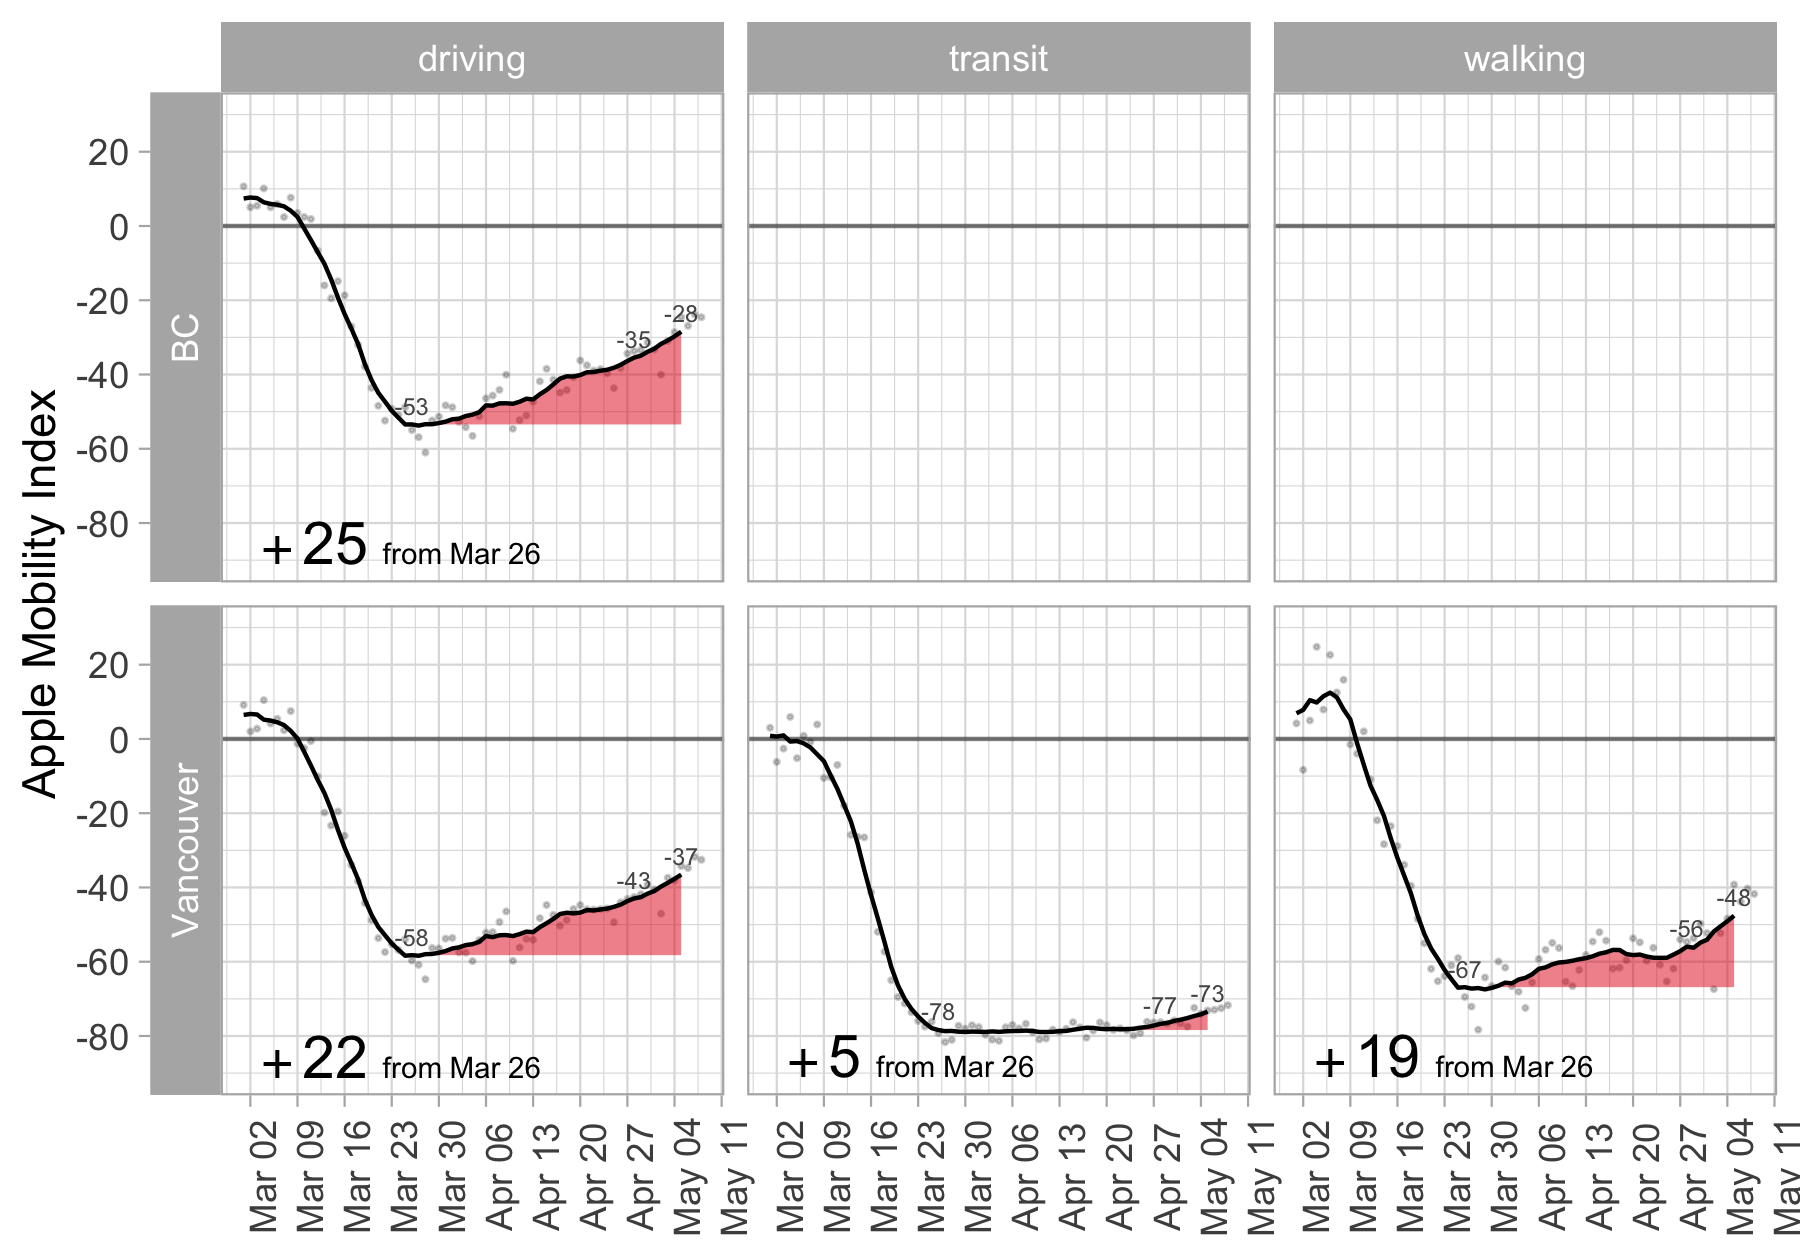 driving
transit
walking
Apple Mobility Index
BC
20
0
-20
-40
-60
-80
-53
-35
-28
+25 from Mar 26
Vancouver
20
0
-20
-40
-60
-80
-58
-43
-37
+22 from Mar 26
-78
-77
-73
+5 from Mar 26
-67
-56
-48
+19 from Mar 26
Mar 02
Mar 09
Mar 16
Mar 23
Mar 30
Apr 06
Apr 13
Apr 20
Apr 27
May 04
May 11
Mar 02
Mar 09
Mar 16
Mar 23
Mar 30
Apr 06
Apr 13
Apr 20
Apr 27
May 04
May 11
Mar 02
Mar 09
Mar 16
Mar 23
Mar 30
Apr 06
Apr 13
Apr 20
Apr 27
May 04
May 11